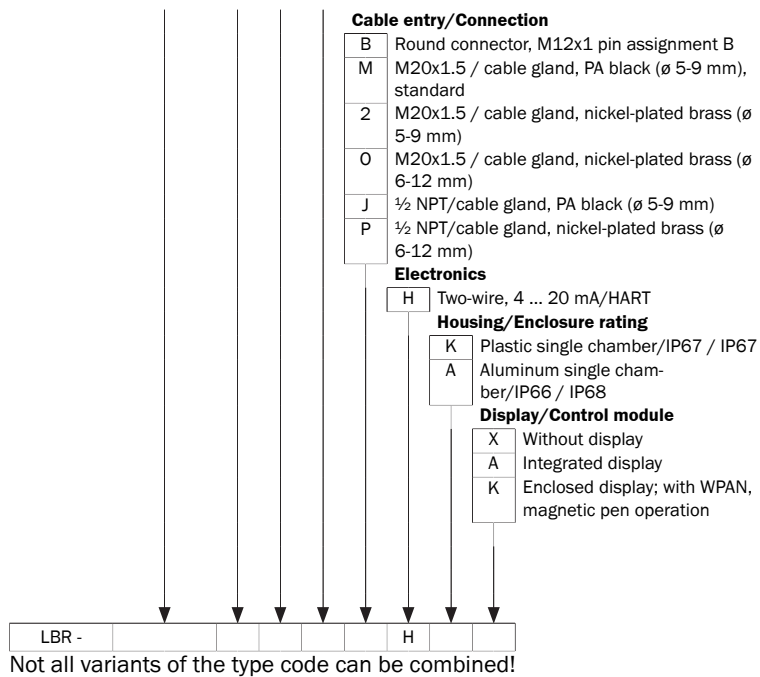 Cable entry/Connection
B Round connector, M12x1 pin assignment B
M M20x1.5 / cable gland, PA black (ø 5-9 mm),
standard
2 M20x1.5 / cable gland, nickel-plated brass (ø
5-9 mm)
O M20x1.5 / cable gland, nickel-plated brass (ø
6-12 mm)
J ½ NPT/cable gland, PA black (ø 5-9 mm)
P ½ NPT/cable gland, nickel-plated brass (ø
6-12 mm)
Electronics
H Two-wire, 4 ... 20 mA/HART
Housing/Enclosure rating
K Plastic single chamber/IP67 / IP67
A Aluminum single cham-
ber/IP66 / IP68
Display/Control module
X Without display
A Integrated display
K Enclosed display; with WPAN,
magnetic pen operation
LBR - H
Not all variants of the type code can be combined!